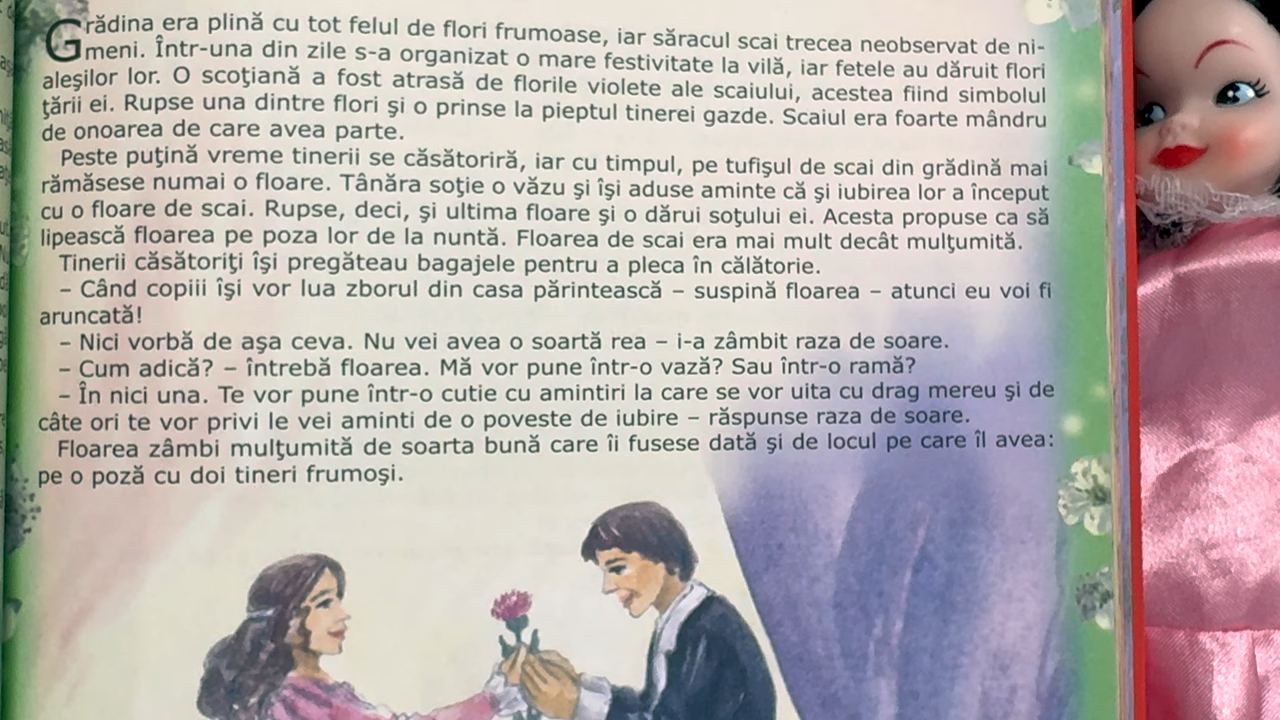 Grădina era plină cu tot felul de flori frumoase, iar săracul scai trecea neobservat de ni-
meni. Într-una din zile s-a organizat o mare festivitate la vilă, iar fetele au dăruit flori
aleşilor lor. O scoţiană a fost atrasă de florile violete ale scaiului, acestea fiind simbolul
ţării ei. Rupse una dintre flori şi o prinse la pieptul tinerei gazde. Scaiul era foarte mândru
de onoarea de care avea parte.
Peste puţină vreme tinerii se căsătoriră, iar cu timpul, pe tufişul de scai din grădină mai
rămăsese numai o floare. Tânăra soţie o văzu şi îşi aduse aminte că şi iubirea lor a început
cu o floare de scai. Rupse, deci, şi ultima floare şi o dărui soţului ei. Acesta propuse ca să
lipească floarea pe poza lor de la nuntă. Floarea de scai era mai mult decât mulţumită.
Tinerii căsătoriţi îşi pregăteau bagajele pentru a pleca în călătorie.
– Când copiii îşi vor lua zborul din casa părintească – suspină floarea – atunci eu voi fi
aruncată!
– Nici vorbă de aşa ceva. Nu vei avea o soartă rea – i-a zâmbit raza de soare.
– Cum adică? – întrebă floarea. Mă vor pune într-o vază? Sau într-o ramă?
– În nici una. Te vor pune într-o cutie cu amintiri la care se vor uita cu drag mereu şi de
câte ori te vor privi le vei aminti de o poveste de iubire – răspunse raza de soare.
Floarea zâmbi mulţumită de soarta bună care îi fusese dată şi de locul pe care îl avea:
pe o poză cu doi tineri frumoşi.